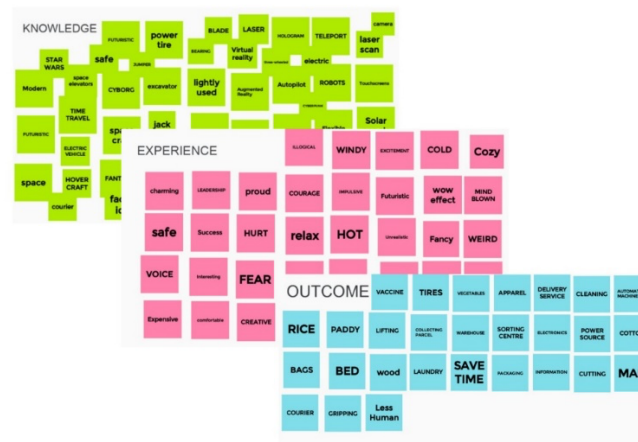 KNOWLEDGE
FUTURISTIC
power
tire
BLADE
LASER
HOLOGRAM
TELEPORT
camera
laser
scan
STAR
WARS
safe
JUMPER
BEARING
Virtual
reality
electric
Modern
space
elevators
CYBORG
excavator
lightly
used
Augmented
Reality
Autopilot
ROBOTS
Touchscreens
TIME
TRAVEL
FUTURISTIC
jack
Solar
ELECTRIC
VEHICLE
space
HOVER
CRAFT
courier
EXPERIENCE
ILLOGICAL
WINDY
EXCITEMENT
COLD
Cozy
charming
LEADERSHIP
proud
COURAGE
IMPULSIVE
Futuristic
wow
effect
MIND
BLOWN
safe
Success
HURT
relax
HOT
Unrealistic
Fancy
WEIRD
VOICE
Interesting
FEAR
Expensive
comfortable
CREATIVE
OUTCOME
VACCINE
TIRES
VEGETABLES
APPAREL
DELIVERY
SERVICE
CLEANING
RICE
PADDY
LIFTING
COLLECTING
PARCEL
WAREHOUSE
SORTING
CENTRE
ELECTRONICS
POWER
SOURCE
COTTO
BAGS
BED
wood
LAUNDRY
SAVE
TIME
PACKAGING
INFORMATION
CUTTING
MA
COURIER
GRIPPING
Less
Human